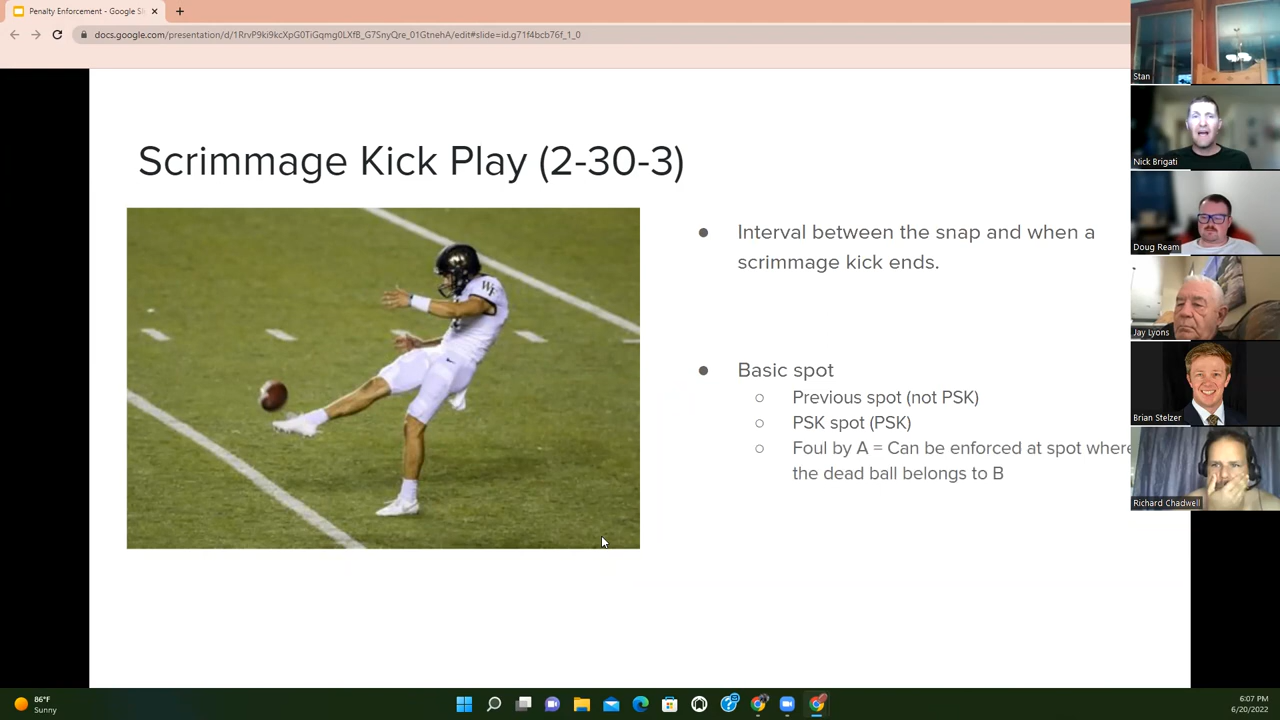 Penalty Enforcement - Google Sl
docs.google.com/presentation/d/1RrvP9ki9kcXpG0TiGqmg0LXfB_G7SnyQre_01GtnehA/edit#slide=id.g71f4bcb76f_1_0
Stan
Scrimmage Kick Play (2-30-3)
Nick Brigati
WF
Interval between the snap and when a
scrimmage kick ends.
Doug Ream
Jay Lyons
Basic spot
Previous spot (not PSK)
PSK spot (PSK)
Brian Stelzer
Foul by A = Can be enforced at spot where
the dead ball belongs to B
Richard Chadwell
86°F
Sunny
6:07 PM
6/20/2022